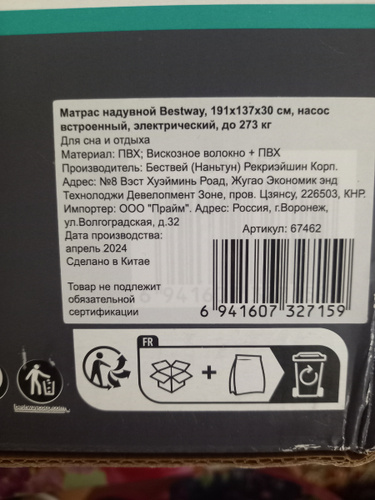 Матрас надувной Bestway, 191x137x30 см, насос
встроенный, электрический, до 273 кг
Для сна и отдыха
Материал: ПВХ; Вискозное волокно + ПВХ
Производитель: Бествей (Наньтун) Рекриэйшин Корп.
Адрес: №8 Вэст Хуэйминь Роад, Жугао Экономик энд
Технолоджи Девелопмент Зоне, пров. Цзянсу, 226503, КНР.
Импортер: ООО "Прайм". Адрес: Россия, г.Воронеж,
ул.Волгоградская, д.32
Дата производства:
апрель 2024
Сделано в Китае
Артикул: 67462
Товар не подлежит
обязательной
сертификации
6 941607 327159
FR
+